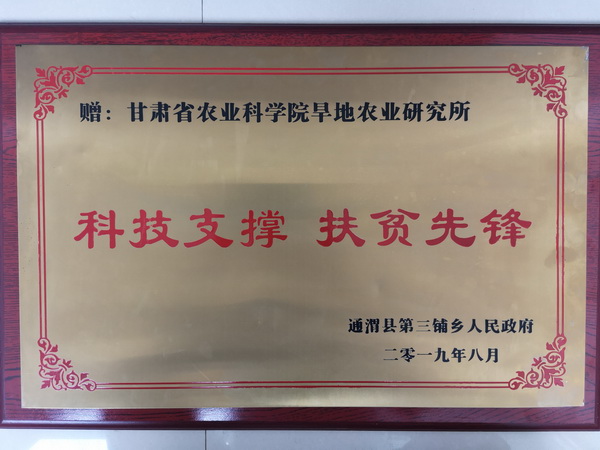 赠：甘肃省农业科学院旱地农业研究所
科技支撑 扶贫先锋
通渭县第三铺乡人民政府
二零一九年八月